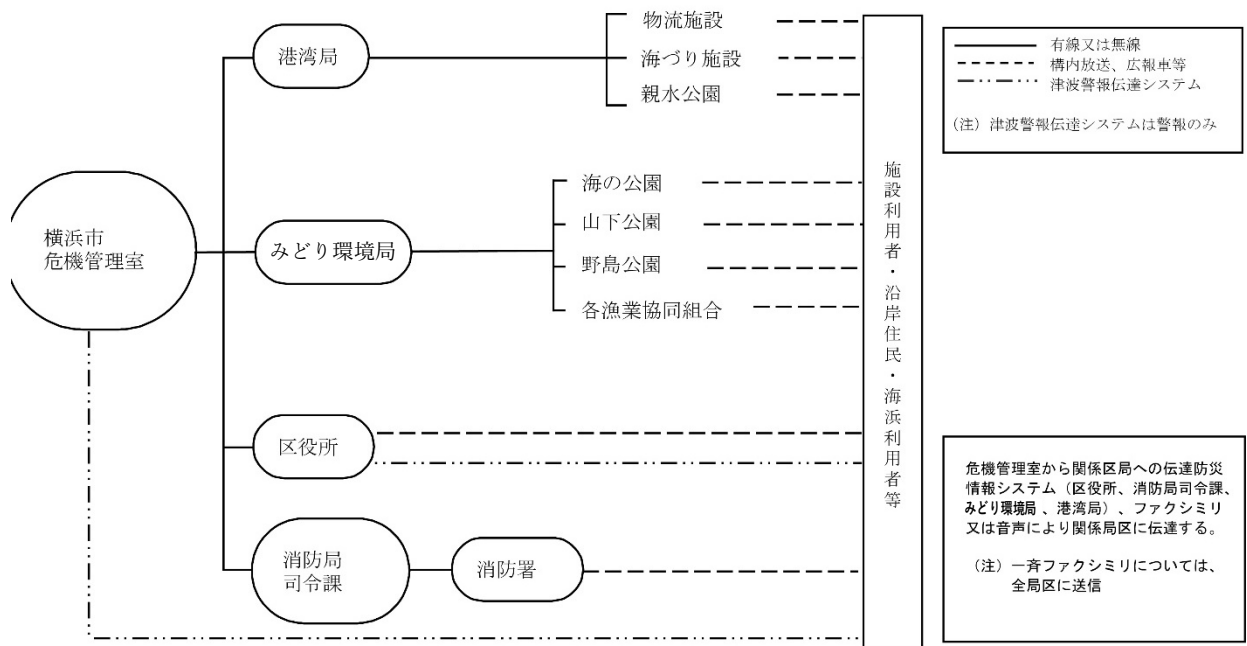 横浜市
危機管理室
港湾局
物流施設
海づり施設
親水公園
みどり環境局
海の公園
山下公園
野島公園
各漁業協同組合
区役所
消防局
司令課
消防署
施設利用者・沿岸住民・海浜利用者等
有線又は無線
構内放送、広報車等
津波警報伝達システム
(注)津波警報伝達システムは警報のみ
危機管理室から関係区局への伝達防災
情報システム(区役所、消防局司令課、
みどり環境局、港湾局)、ファクシミリ
又は音声により関係局区に伝達する。
(注)一斉ファクシミリについては、
全局区に送信